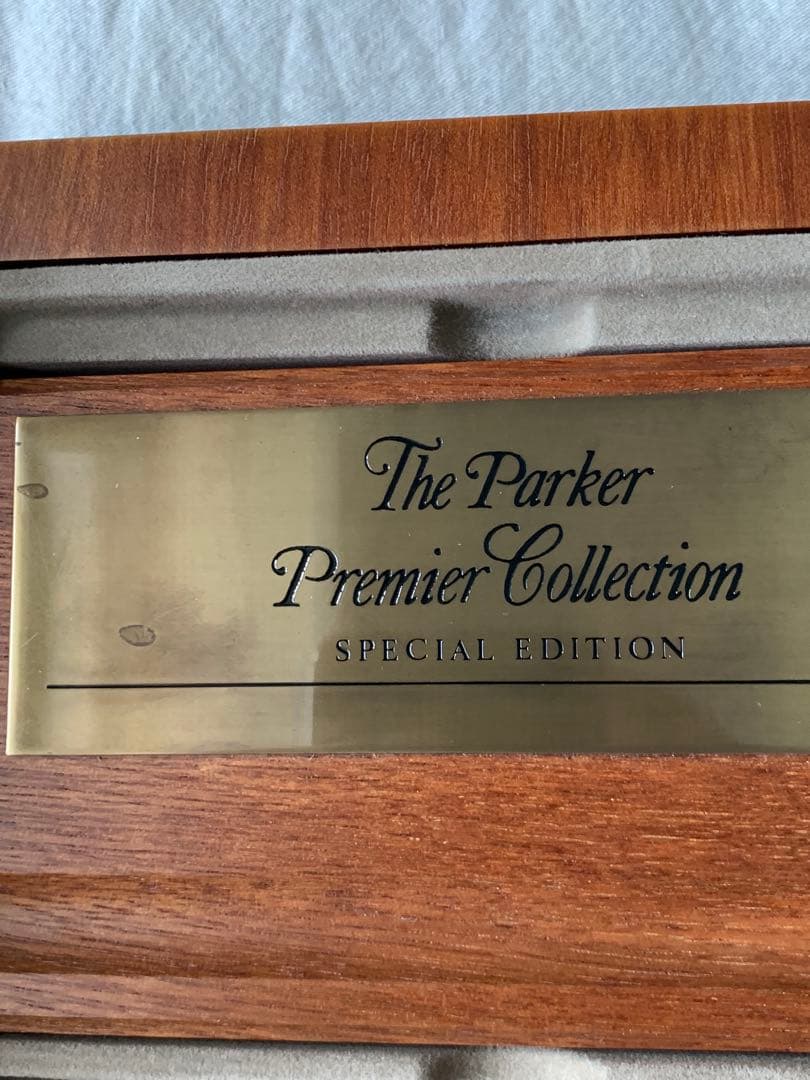 The Parker
Premier Collection
SPECIAL EDITION